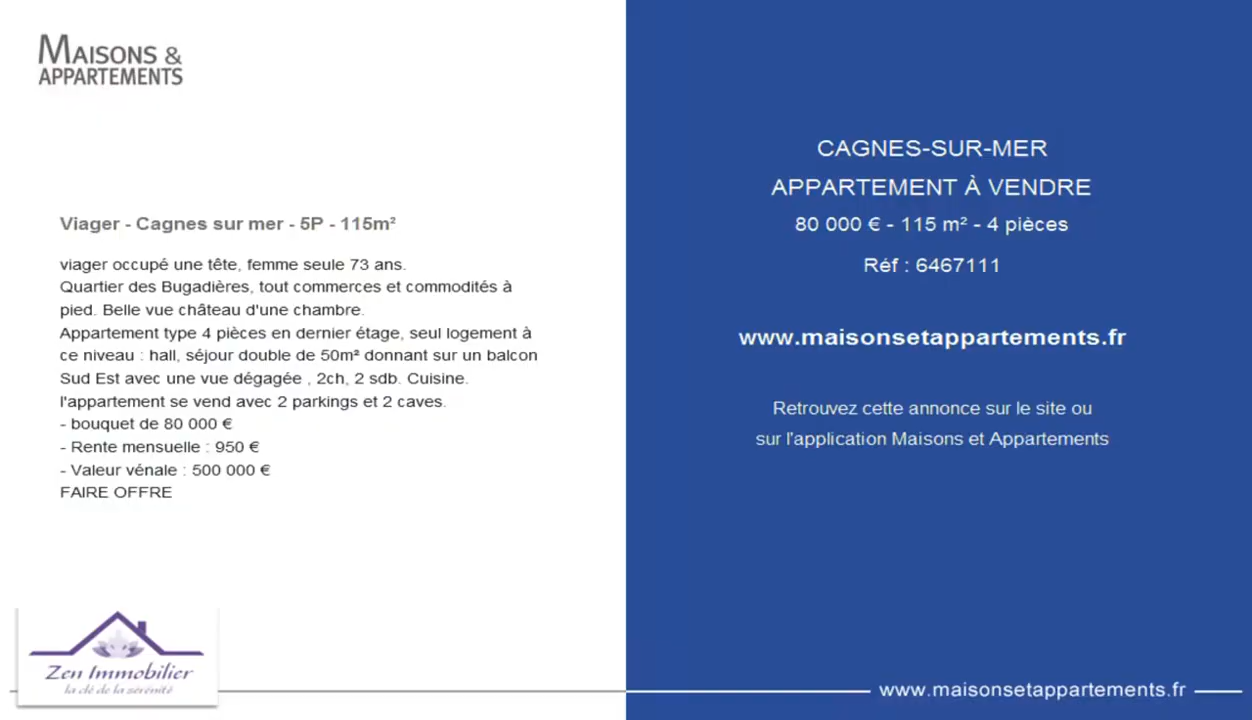 MAISONS &
APPARTEMENTS
Viager - Cagnes sur mer - 5P - 115m²
viager occupé une tête, femme seule 73 ans.
Quartier des Bugadières, tout commerces et commodités à
pied. Belle vue château d'une chambre.
Appartement type 4 pièces en dernier étage, seul logement à
ce niveau : hall, séjour double de 50m² donnant sur un balcon
Sud Est avec une vue dégagée , 2ch, 2 sdb. Cuisine.
l'appartement se vend avec 2 parkings et 2 caves.
- bouquet de 80 000 €
- Rente mensuelle : 950 €
- Valeur vénale : 500 000 €
FAIRE OFFRE
Zen Immobilier
la clé de la sérénité
CAGNES-SUR-MER
APPARTEMENT À VENDRE
80 000 € - 115 m² - 4 pièces
Réf : 6467111
www.maisonsetappartements.fr
Retrouvez cette annonce sur le site ou
sur l'application Maisons et Appartements
www.maisonsetappartements.fr